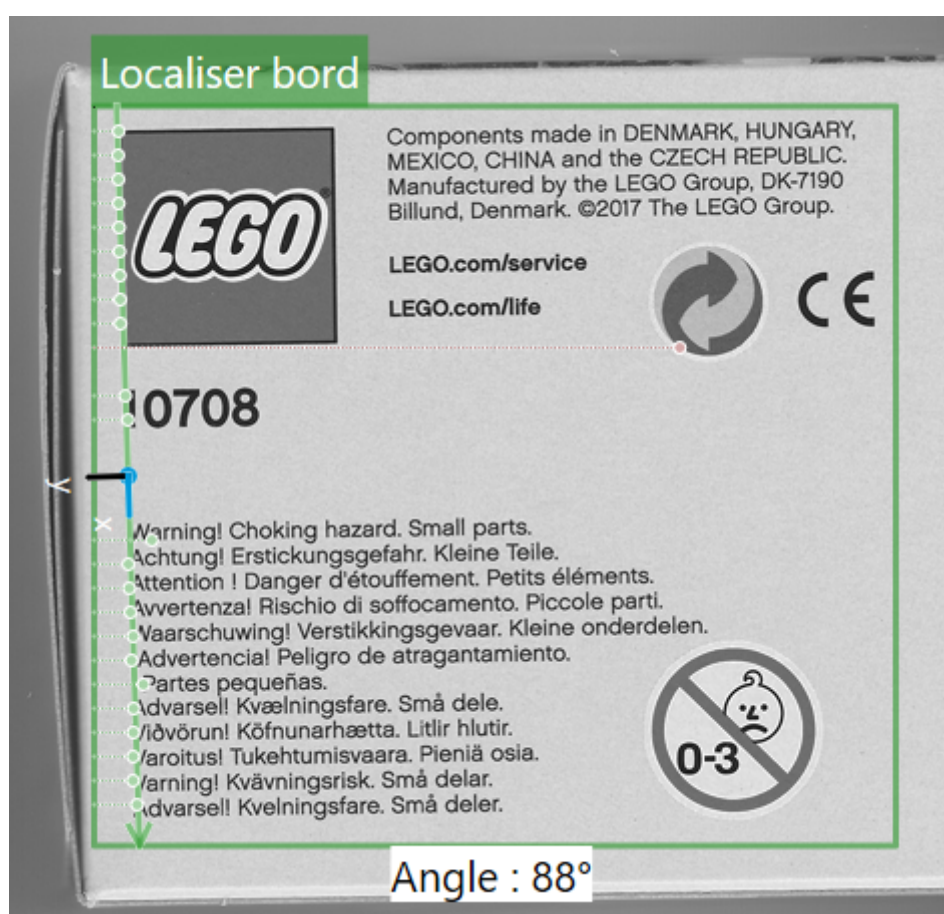 Localiser bord
LEGO
®
Components made in DENMARK, HUNGARY,
MEXICO, CHINA and the CZECH REPUBLIC.
Manufactured by the LEGO Group, DK-7190
Billund, Denmark. ©2017 The LEGO Group.
LEGO.com/service
LEGO.com/life
CE
10708
y
x
Warning! Choking hazard. Small parts.
Achtung! Erstickungsgefahr. Kleine Teile.
Attention ! Danger d'étouffement. Petits éléments.
Avvertenza! Rischio di soffocamento. Piccole parti.
Waarschuwing! Verstikkingsgevaar. Kleine onderdelen.
Advertencia! Peligro de atragantamiento.
Partes pequeñas.
Advarsel! Kvælningsfare. Små dele.
Viðvörun! Köfnunarhætta. Litlir hlutir.
Varoitus! Tukehtumisvaara. Pieniä osia.
Varning! Kvävningsrisk. Små delar.
Advarsel! Kvelningsfare. Små deler.
0-3
Angle : 88°